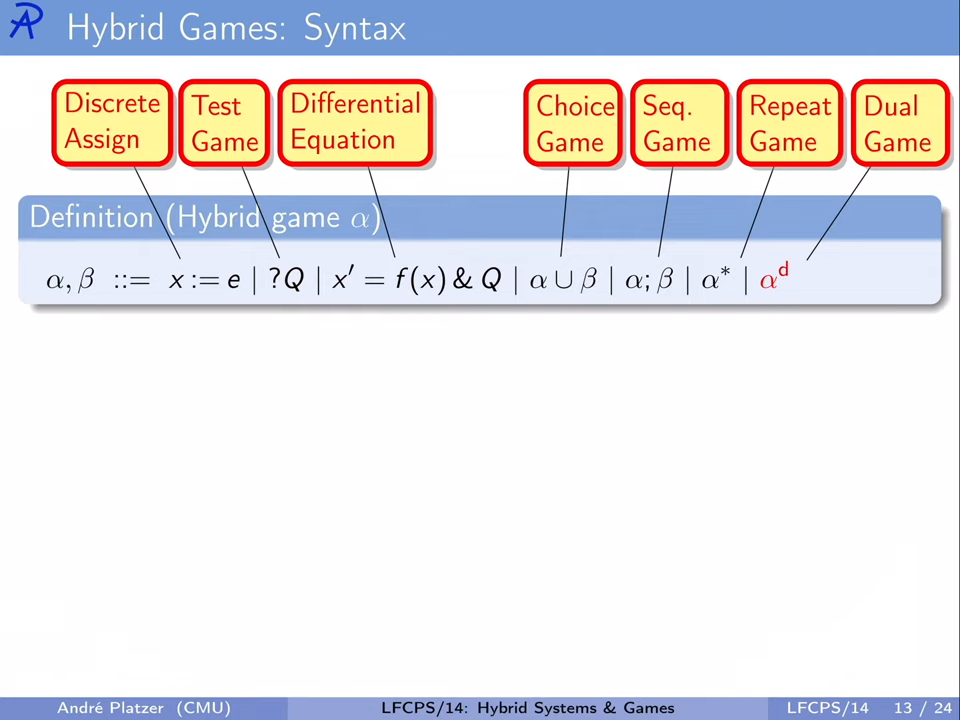 Hybrid Games: Syntax
Discrete Assign
Test Game
Differential Equation
Choice Game
Seq. Game
Repeat Game
Dual Game
Definition (Hybrid game α)
α, β ::= x := e | ?Q | x′ = f(x) & Q | α ∪ β | α; β | α* | αᵈ
André Platzer (CMU)
LFCPS/14: Hybrid Systems & Games
LFCPS/14
13 / 24